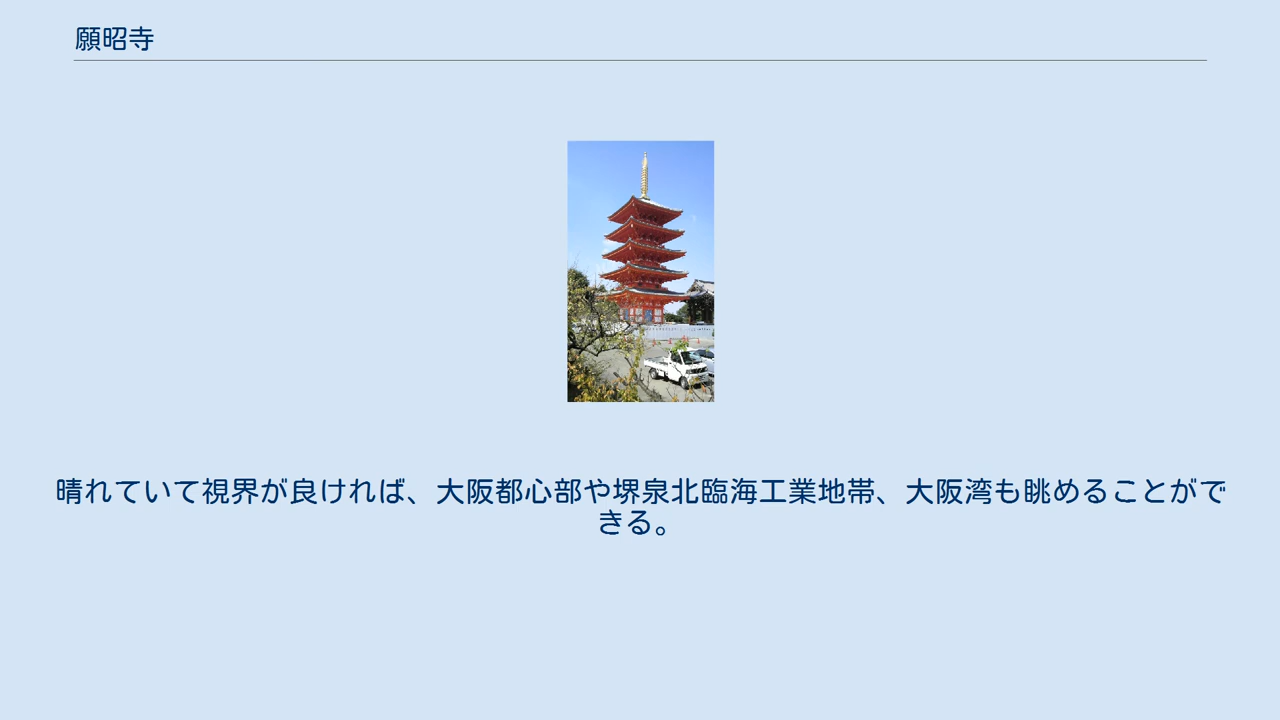 願昭寺
晴れていて視界が良ければ、大阪都心部や堺泉北臨海工業地帯、大阪湾も眺めることがで
きる。